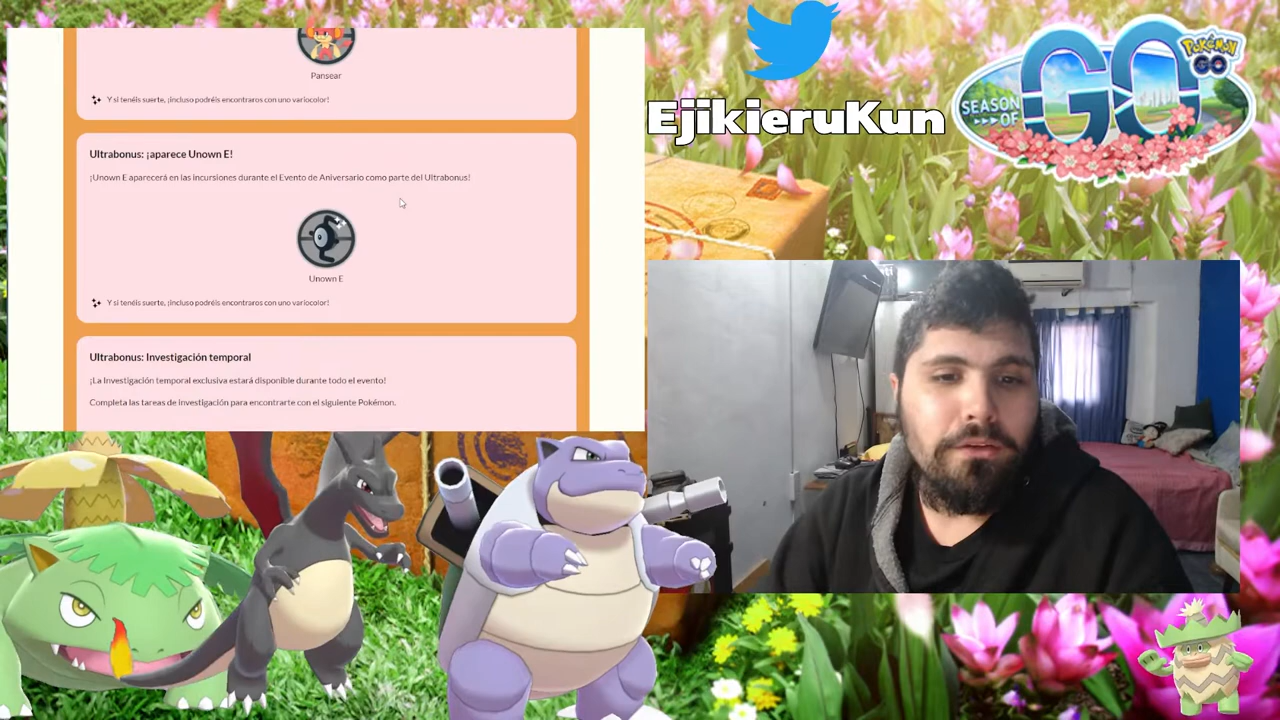 Pansear
Y si tenéis suerte, ¡incluso podréis encontraros con uno variocolor!
Ultrabonus: ¡aparece Unown E!
¡Unown E aparecerá en las incursiones durante el Evento de Aniversario como parte del Ultrabonus!
Unown E
Y si tenéis suerte, ¡incluso podréis encontraros con uno variocolor!
Ultrabonus: Investigación temporal
¡La Investigación temporal exclusiva estará disponible durante todo el evento!
Completa las tareas de investigación para encontrarte con el siguiente Pokémon.
EjikieruKun
SEASON
OF
GO
Pokémon
GO